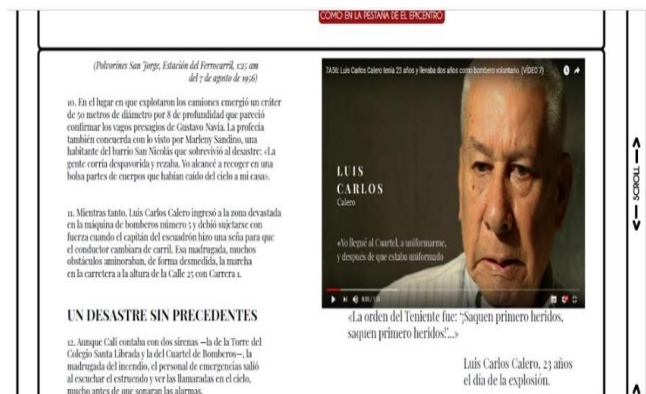 COMO EN LA PESTAÑA DE EL EPICENTRO
(Polvorines San Jorge, Estación del Ferrocarril, 1:25 am
del 7 de agosto de 1956)
10. En el lugar en que explotaron los camiones emergió un cráter
de 50 metros de diámetro por 8 de profundidad que pareció
confirmar los vagos presagios de Gustavo Navia. La profecía
también concuerda con lo visto por Marleny Sandino, una
habitante del barrio San Nicolás que sobrevivió al desastre: «La
gente corría despavorida y rezaba. Yo alcancé a recoger en una
bolsa partes de cuerpos que habían caído del cielo a mi casa».
11. Mientras tanto, Luis Carlos Calero ingresó a la zona devastada
en la máquina de bomberos número 5 y debió sujetarse con
fuerza cuando el capitán del escuadrón hizo una seña para que
el conductor cambiara de carril. Esa madrugada, muchos
obstáculos aminoraban, de forma desmedida, la marcha
en la carretera a la altura de la Calle 25 con Carrera 1.
UN DESASTRE SIN PRECEDENTES
12. Aunque Cali contaba con dos sirenas —la de la Torre del
Colegio Santa Librada y la del Cuartel de Bomberos—, la
madrugada del incendio, el personal de emergencias salió
al escuchar el estruendo y ver las llamaradas en el cielo,
mucho antes de que sonaran las alarmas.
7A56: Luis Carlos Calero tenía 23 años y llevaba dos años como bombero voluntario. (VÍDEO 7)
LUIS
CARLOS
Calero
«Yo llegué al Cuartel, a uniformarme,
y después de que estaba uniformado
«La orden del Teniente fue: “¡Saquen primero heridos,
saquen primero heridos!”...»
Luis Carlos Calero, 23 años
el día de la explosión.
<— SCROLL —>